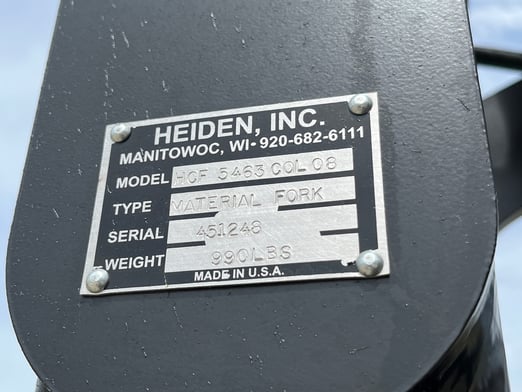 HEIDEN, INC.
MANITOWOC, WI• 920-682-6111
MODEL HCF 5463 COL 08
TYPE MATERIAL FORK
SERIAL 451248
WEIGHT 990LBS
MADE IN U.S.A.